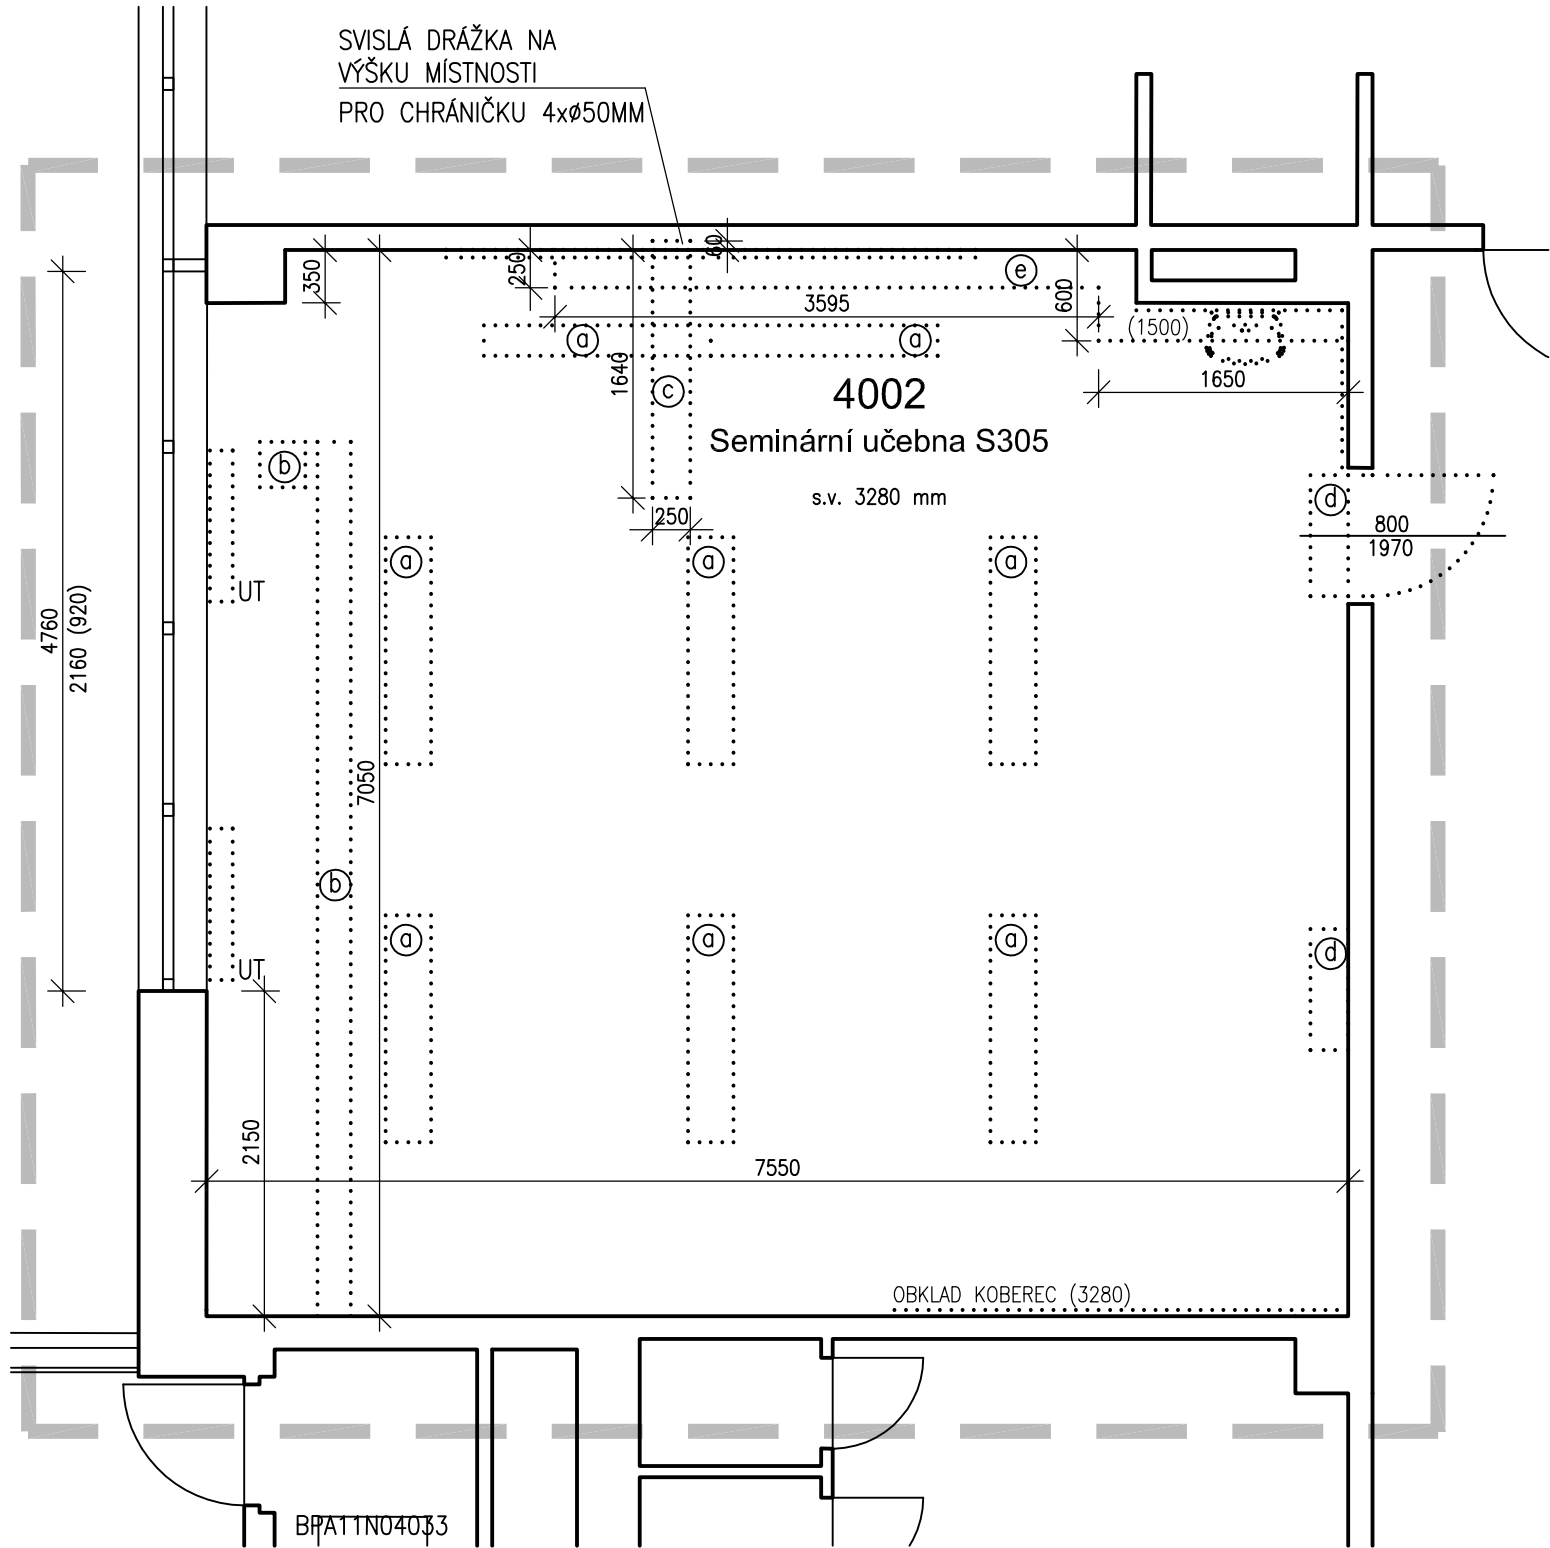 SVISLÁ DRÁŽKA NA
VÝŠKU MÍSTNOSTI
PRO CHRÁNIČKU 4xø50MM
60
350
250
e
3595
600
(1500)
a
a
1640
c
4002
1650
Seminární učebna S305
b
s.v. 3280 mm
d
250
800
1970
a
a
a
UT
4760
2160 (920)
7050
b
a
a
a
d
UT
2150
7550
OBKLAD KOBEREC (3280)
BPA11N04033